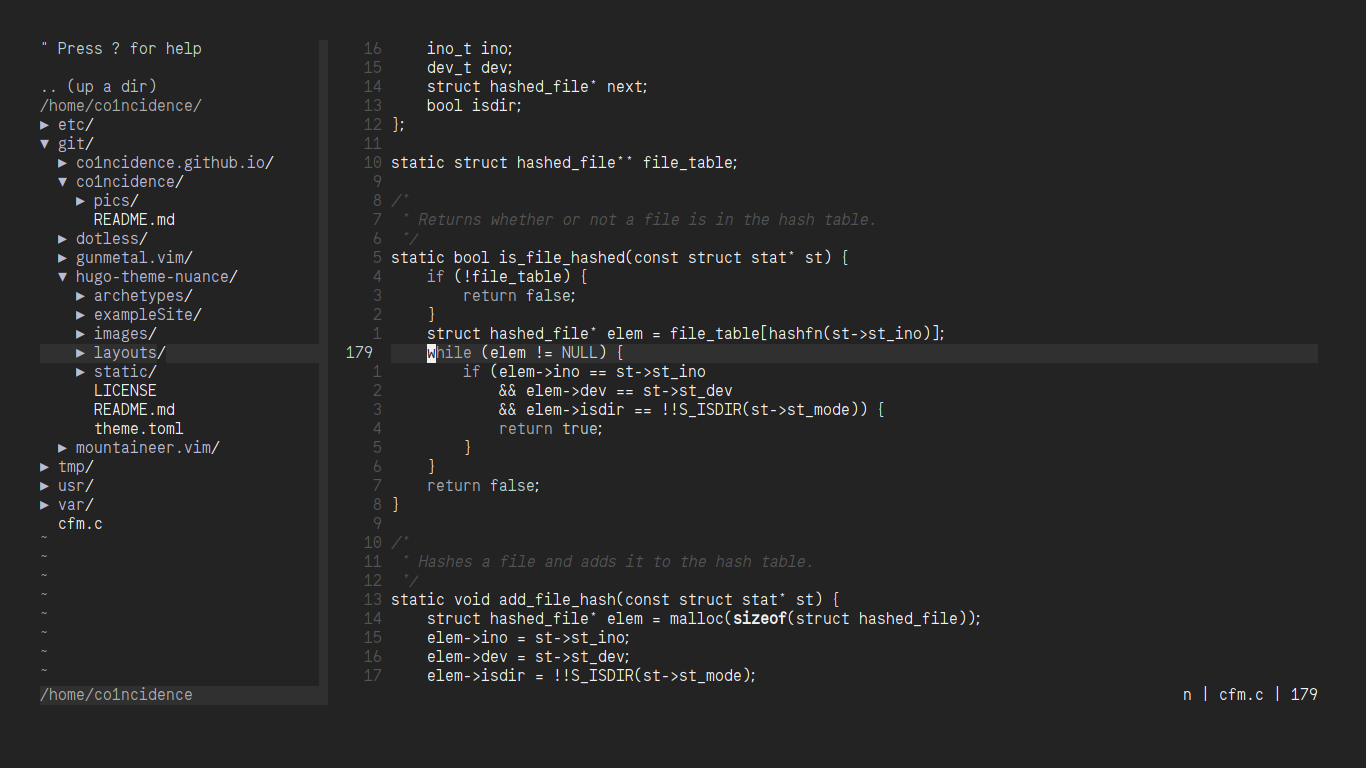 " Press ? for help
.. (up a dir)
/home/co1ncidence/
▶ etc/
▼ git/
  ▶ co1ncidence.github.io/
  ▼ co1ncidence/
    ▶ pics/
      README.md
  ▶ dotless/
  ▶ gunmetal.vim/
  ▼ hugo-theme-nuance/
    ▶ archetypes/
    ▶ exampleSite/
    ▶ images/
    ▶ layouts/
    ▶ static/
      LICENSE
      README.md
      theme.toml
  ▶ mountaineer.vim/
▶ tmp/
▶ usr/
▶ var/
  cfm.c
~
~
~
~
~
~
~
~
/home/co1ncidence
16     ino_t ino;
15     dev_t dev;
14     struct hashed_file* next;
13     bool isdir;
12 };
11
10 static struct hashed_file** file_table;
9
8 /*
7  * Returns whether or not a file is in the hash table.
6  */
5 static bool is_file_hashed(const struct stat* st) {
4     if (!file_table) {
3         return false;
2     }
1     struct hashed_file* elem = file_table[hashfn(st->st_ino)];
179     while (elem != NULL) {
1         if (elem->ino == st->st_ino
2             && elem->dev == st->st_dev
3             && elem->isdir == !!S_ISDIR(st->st_mode)) {
4             return true;
5         }
6     }
7     return false;
8 }
9
10 /*
11  * Hashes a file and adds it to the hash table.
12  */
13 static void add_file_hash(const struct stat* st) {
14     struct hashed_file* elem = malloc(sizeof(struct hashed_file));
15     elem->ino = st->st_ino;
16     elem->dev = st->st_dev;
17     elem->isdir = !!S_ISDIR(st->st_mode);
n | cfm.c | 179